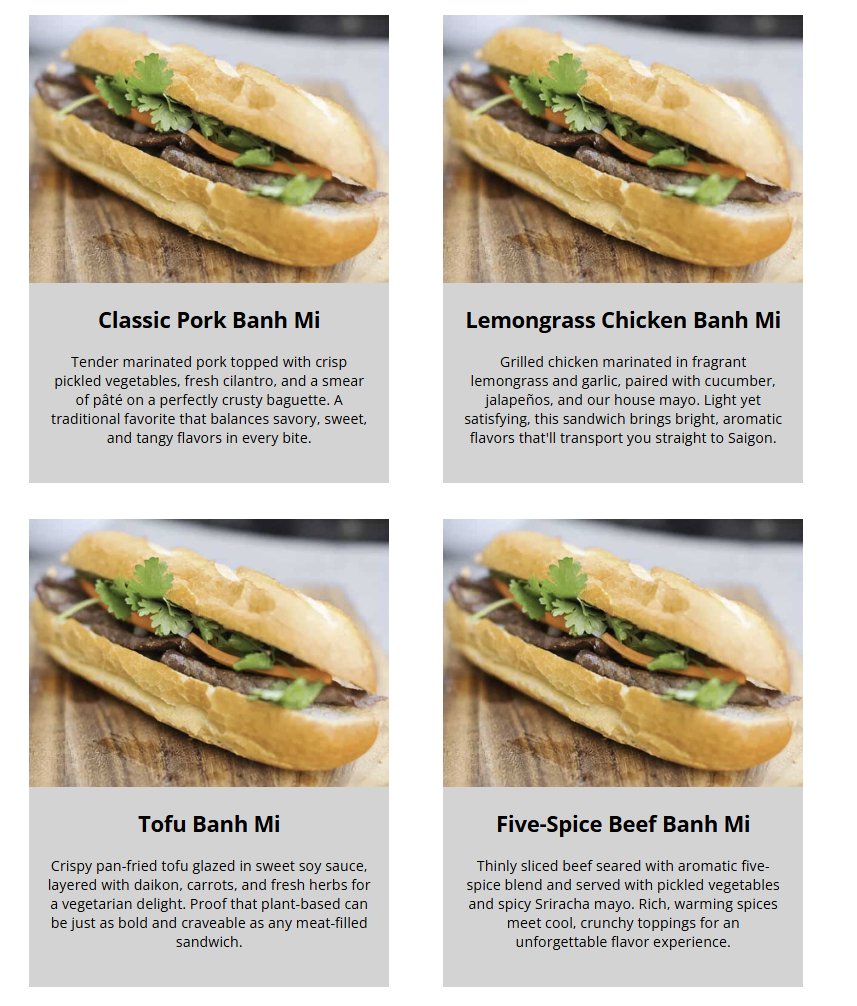 Classic Pork Banh Mi
Tender marinated pork topped with crisp
pickled vegetables, fresh cilantro, and a smear
of pâté on a perfectly crusty baguette. A
traditional favorite that balances savory, sweet,
and tangy flavors in every bite.
Lemongrass Chicken Banh Mi
Grilled chicken marinated in fragrant
lemongrass and garlic, paired with cucumber,
jalapeños, and our house mayo. Light yet
satisfying, this sandwich brings bright, aromatic
flavors that'll transport you straight to Saigon.
Tofu Banh Mi
Crispy pan-fried tofu glazed in sweet soy sauce,
layered with daikon, carrots, and fresh herbs for
a vegetarian delight. Proof that plant-based can
be just as bold and craveable as any meat-filled
sandwich.
Five-Spice Beef Banh Mi
Thinly sliced beef seared with aromatic five-
spice blend and served with pickled vegetables
and spicy Sriracha mayo. Rich, warming spices
meet cool, crunchy toppings for an
unforgettable flavor experience.